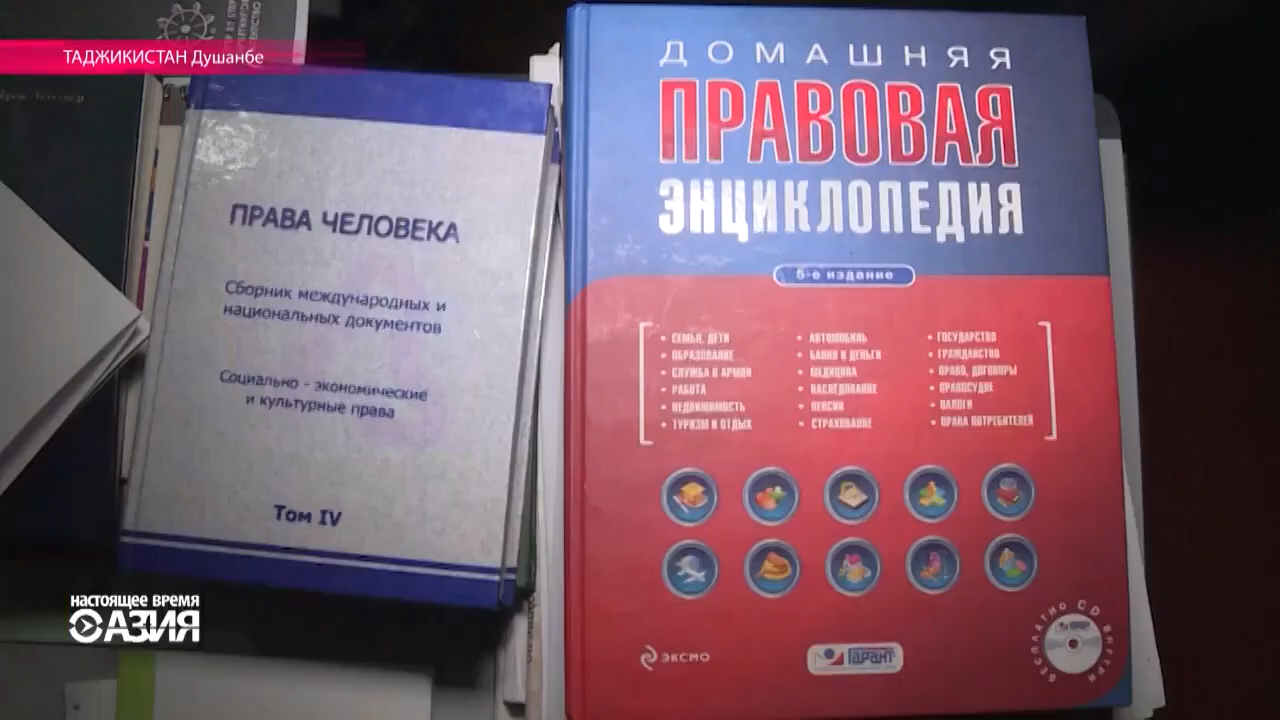 ТАДЖИКИСТАН Душанбе
ПРАВА ЧЕЛОВЕКА
Сборник международных и
национальных документов
Социально - экономические
и культурные права
Том IV
ДОМАШНЯЯ
ПРАВОВАЯ
ЭНЦИКЛОПЕДИЯ
5-е издание
• СЕМЬЯ, ДЕТИ
• ОБРАЗОВАНИЕ
• СЛУЖБА В АРМИИ
• РАБОТА
• НЕДВИЖИМОСТЬ
• ТУРИЗМ И ОТДЫХ
• АВТОМОБИЛЬ
• БАНКИ И ДЕНЬГИ
• МЕДИЦИНА
• НАСЛЕДОВАНИЕ
• ПЕНСИИ
• СТРАХОВАНИЕ
• ГОСУДАРСТВО
• ГРАЖДАНСТВО
• ПРАВО, ДОГОВОРЫ
• ПРАВОСУДИЕ
• НАЛОГИ
• ПРАВА ПОТРЕБИТЕЛЕЙ
ЭКСМО
ГАРАНТ
БЕСПЛАТНО CD ВНУТРИ
НАСТОЯЩЕЕ ВРЕМЯ
АЗИЯ